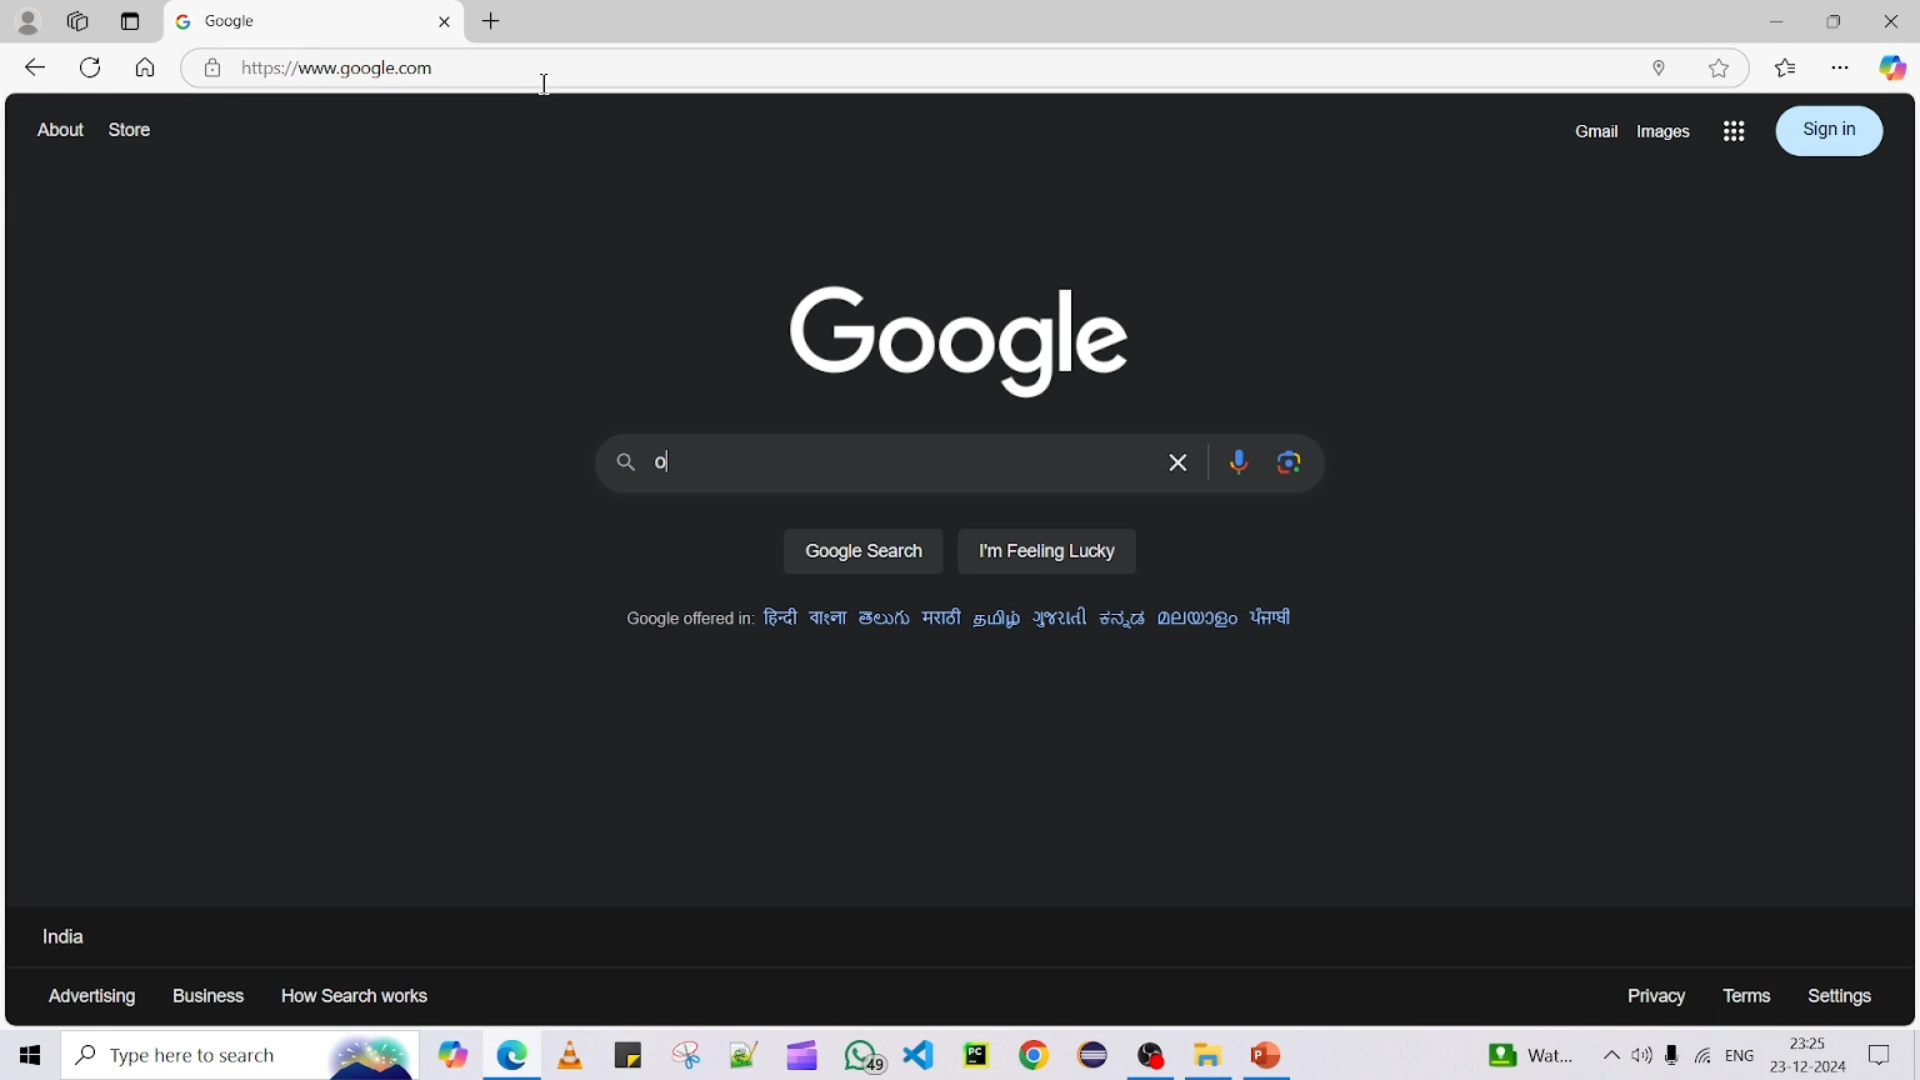 Google
https://www.google.com
About Store
Gmail Images Sign in
Google
o
Google Search I'm Feeling Lucky
Google offered in: हिन्दी বাংলা తెలుగు मराठी தமிழ் ગુજરાતી ಕನ್ನಡ മലയാളം ਪੰਜਾਬੀ
India
Advertising Business How Search works
Privacy Terms Settings
Type here to search
49
PC
Wat...
ENG
23:25
23-12-2024